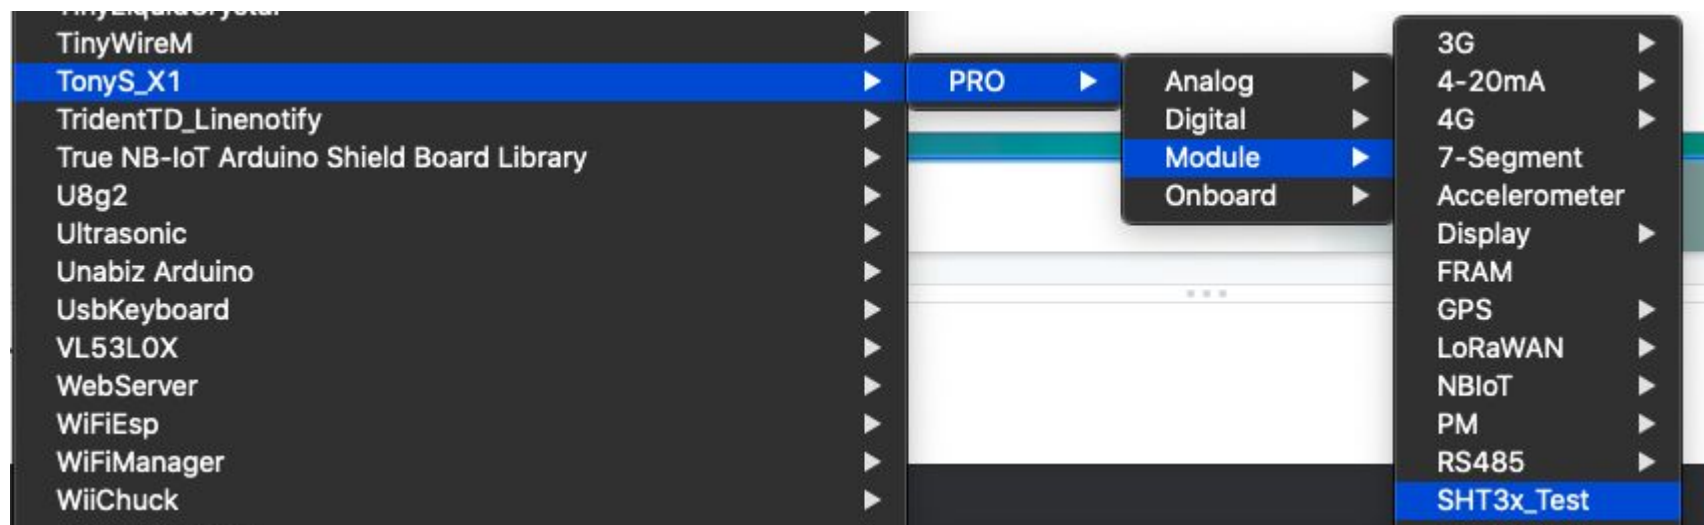 TinyWireM
TonyS_X1
TridentTD_Linenotify
True NB-IoT Arduino Shield Board Library
U8g2
Ultrasonic
Unabiz Arduino
UsbKeyboard
VL53L0X
WebServer
WiFiEsp
WiFiManager
WiiChuck
PRO
Analog
Digital
Module
Onboard
3G
4-20mA
4G
7-Segment
Accelerometer
Display
FRAM
GPS
LoRaWAN
NBIoT
PM
RS485
SHT3x_Test